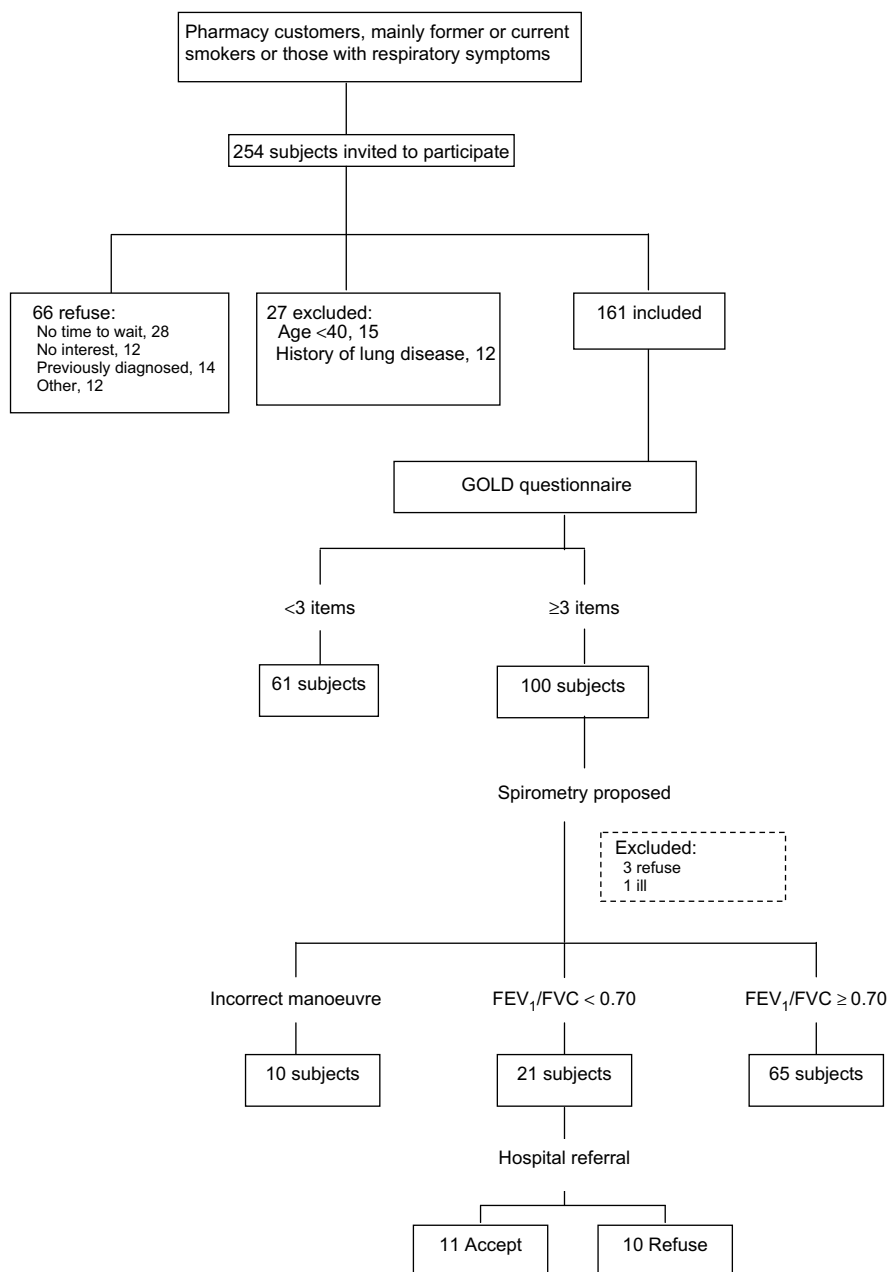 Pharmacy customers, mainly former or current
smokers or those with respiratory symptoms
254 subjects invited to participate
66 refuse:
No time to wait, 28
No interest, 12
Previously diagnosed, 14
Other, 12
27 excluded:
Age <40, 15
History of lung disease, 12
161 included
GOLD questionnaire
<3 items
≥3 items
61 subjects
100 subjects
Spirometry proposed
Excluded:
3 refuse
1 ill
Incorrect manoeuvre
FEV₁/FVC < 0.70
FEV₁/FVC ≥ 0.70
10 subjects
21 subjects
65 subjects
Hospital referral
11 Accept
10 Refuse